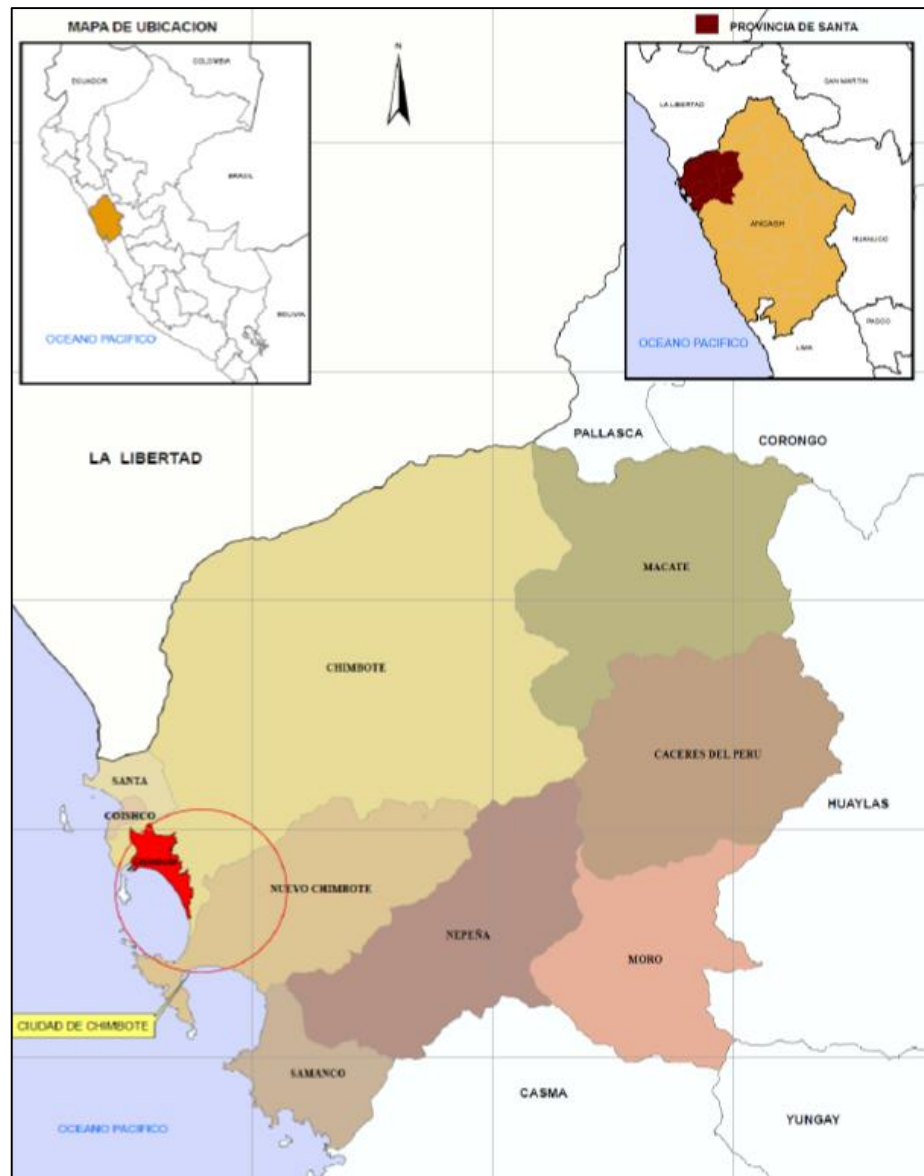 MAPA DE UBICACION
COLOMBIA
ECUADOR
BRASIL
BOLIVIA
OCEANO PACIFICO
N
PROVINCIA DE SANTA
SAN MARTIN
LA LIBERTAD
ANCASH
HUANUCO
PASCO
OCEANO PACIFICO
LIMA
PALLASCA
CORONGO
LA LIBERTAD
MACATE
CHIMBOTE
CACERES DEL PERU
SANTA
COISHCO
HUAYLAS
NUEVO CHIMBOTE
NEPEÑA
MORO
CIUDAD DE CHIMBOTE
SAMANCO
CASMA
YUNGAY
OCEANO PACIFICO